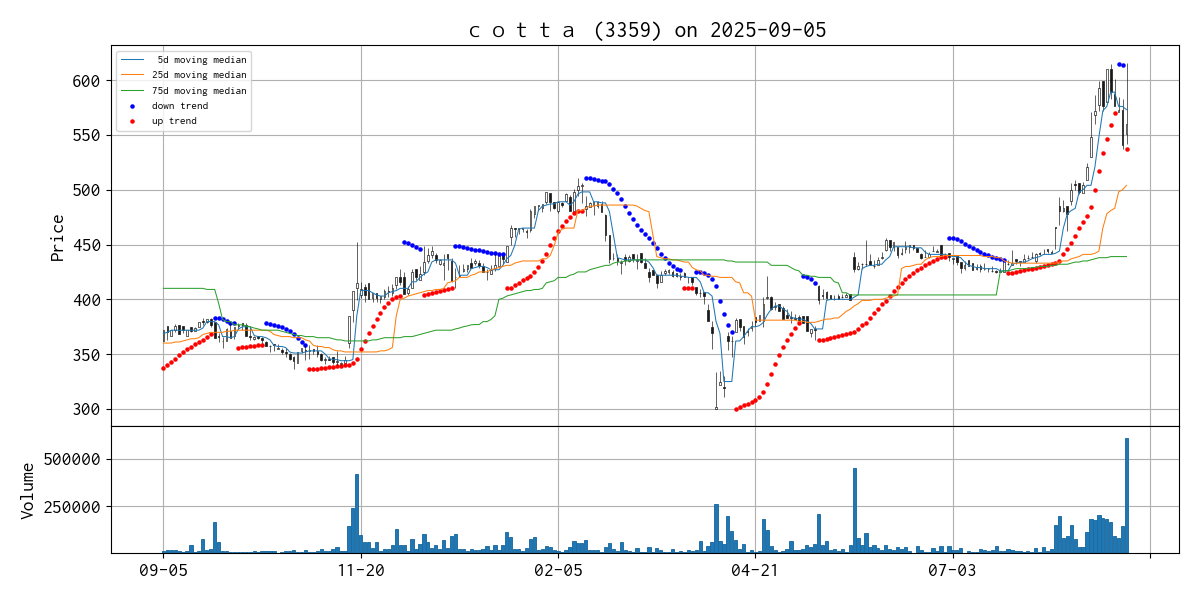 ｃｏｔｔａ (3359) on 2025-09-05
5d moving median
25d moving median
75d moving median
down trend
up trend
Price
600
550
500
450
400
350
300
Volume
500000
250000
09-05
11-20
02-05
04-21
07-03